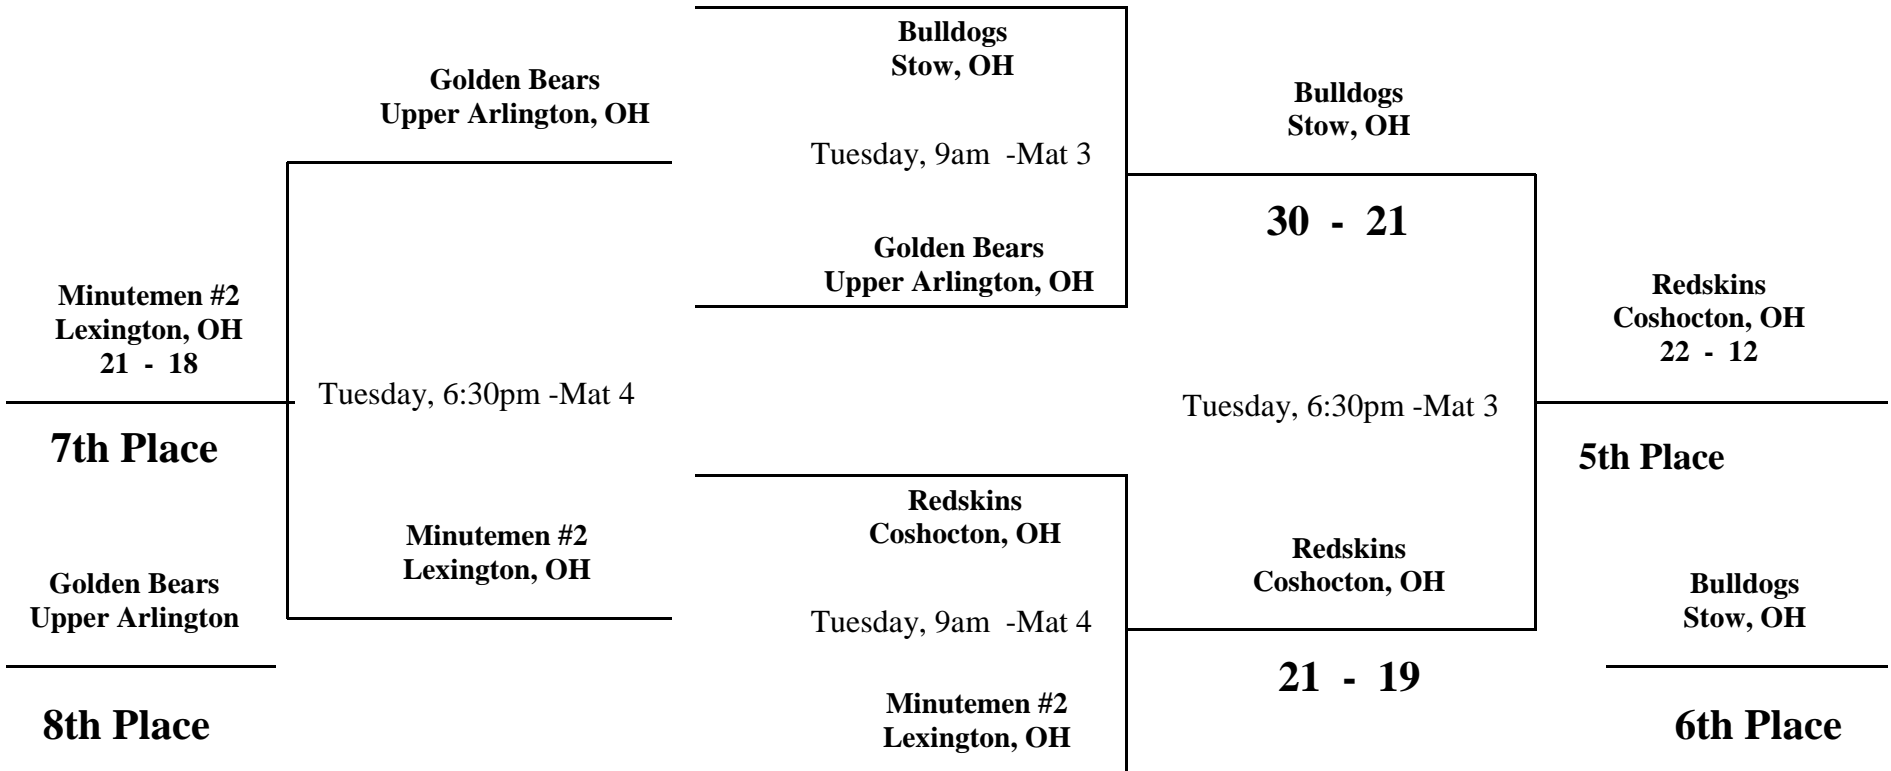 Bulldogs
Stow, OH
Golden Bears
Upper Arlington, OH
Bulldogs
Stow, OH
Tuesday, 9am -Mat 3
30 - 21
Golden Bears
Upper Arlington, OH
Minutemen #2
Lexington, OH
21 - 18
Redskins
Coshocton, OH
22 - 12
Tuesday, 6:30pm -Mat 4
Tuesday, 6:30pm -Mat 3
7th Place
5th Place
Redskins
Coshocton, OH
Minutemen #2
Lexington, OH
Redskins
Coshocton, OH
Golden Bears
Upper Arlington
Bulldogs
Stow, OH
Tuesday, 9am -Mat 4
21 - 19
Minutemen #2
Lexington, OH
8th Place
6th Place